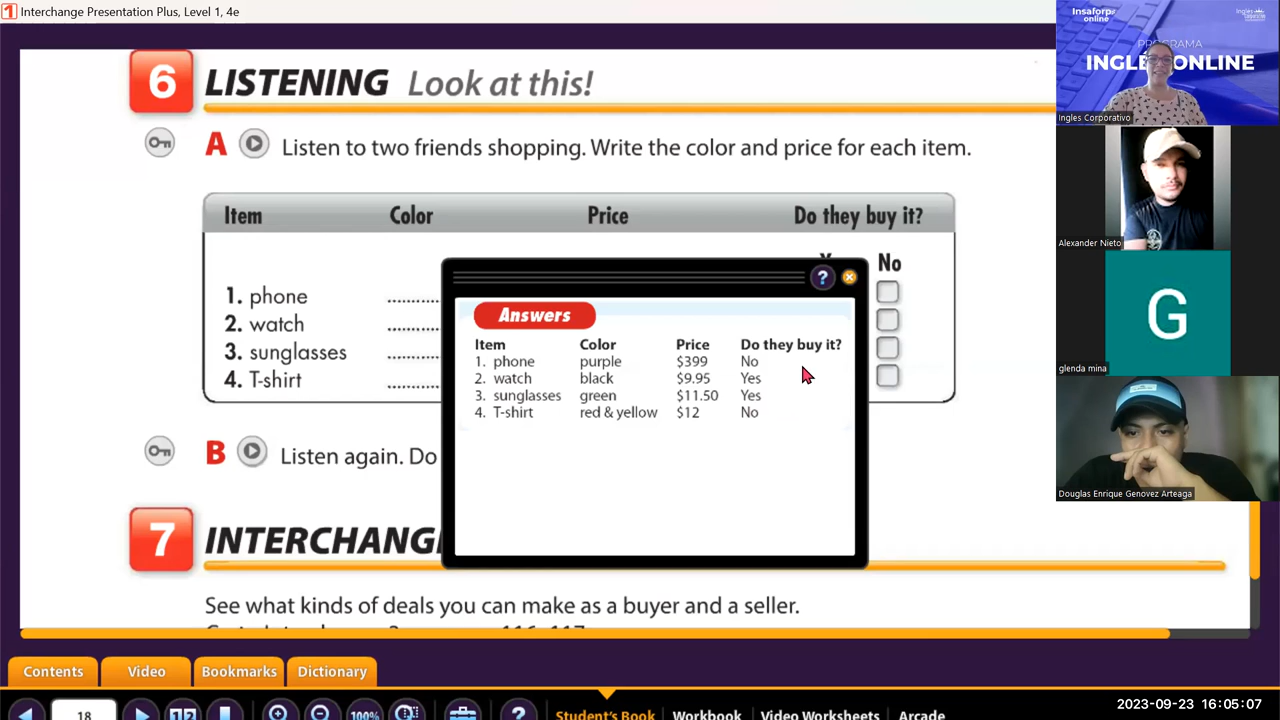 Interchange Presentation Plus, Level 1, 4e
6 LISTENING Look at this!
A Listen to two friends shopping. Write the color and price for each item.
Item Color Price Do they buy it?
No
1. phone ..........
2. watch ..........
3. sunglasses ..........
4. T-shirt ..........
Answers
Item Color Price Do they buy it?
1. phone purple $399 No
2. watch black $9.95 Yes
3. sunglasses green $11.50 Yes
4. T-shirt red & yellow $12 No
B Listen again. Do
7 INTERCHANGE
See what kinds of deals you can make as a buyer and a seller.
Contents Video Bookmarks Dictionary
18 1 2 100% ?
Student's Book Workbook Video Worksheets Arcade
Insaforp online
PROGRAMA
INGLÉS ONLINE
Ingles Corporativo
Alexander Nieto
G
glenda mina
Douglas Enrique Genovez Arteaga
2023-09-23 16:05:07